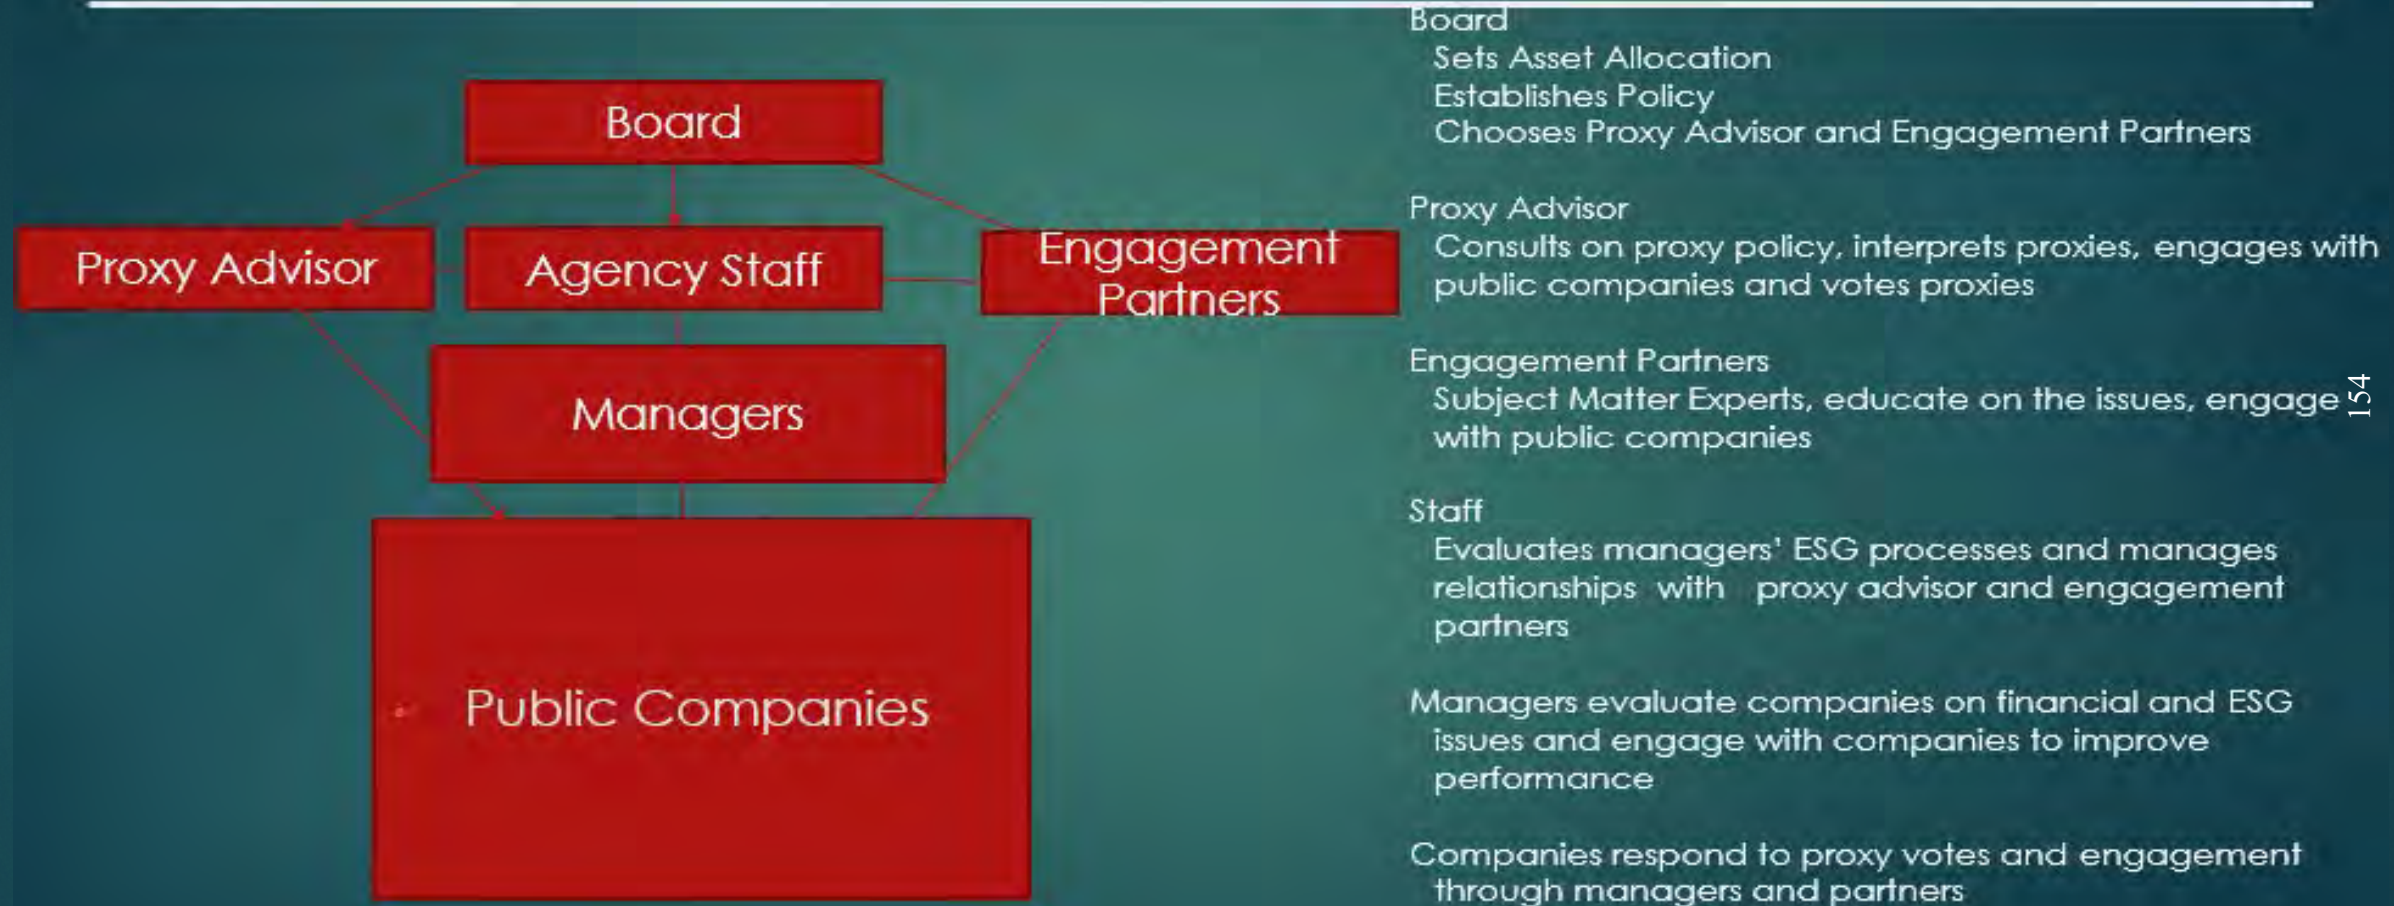 Board
Proxy Advisor
Agency Staff
Engagement
Partners
Managers
Public Companies
Board
Sets Asset Allocation
Establishes Policy
Chooses Proxy Advisor and Engagement Partners
Proxy Advisor
Consults on proxy policy, interprets proxies, engages with
public companies and votes proxies
Engagement Partners
Subject Matter Experts, educate on the issues, engage
with public companies
Staff
Evaluates managers' ESG processes and manages
relationships with proxy advisor and engagement
partners
Managers evaluate companies on financial and ESG
issues and engage with companies to improve
performance
Companies respond to proxy votes and engagement
through managers and partners
154